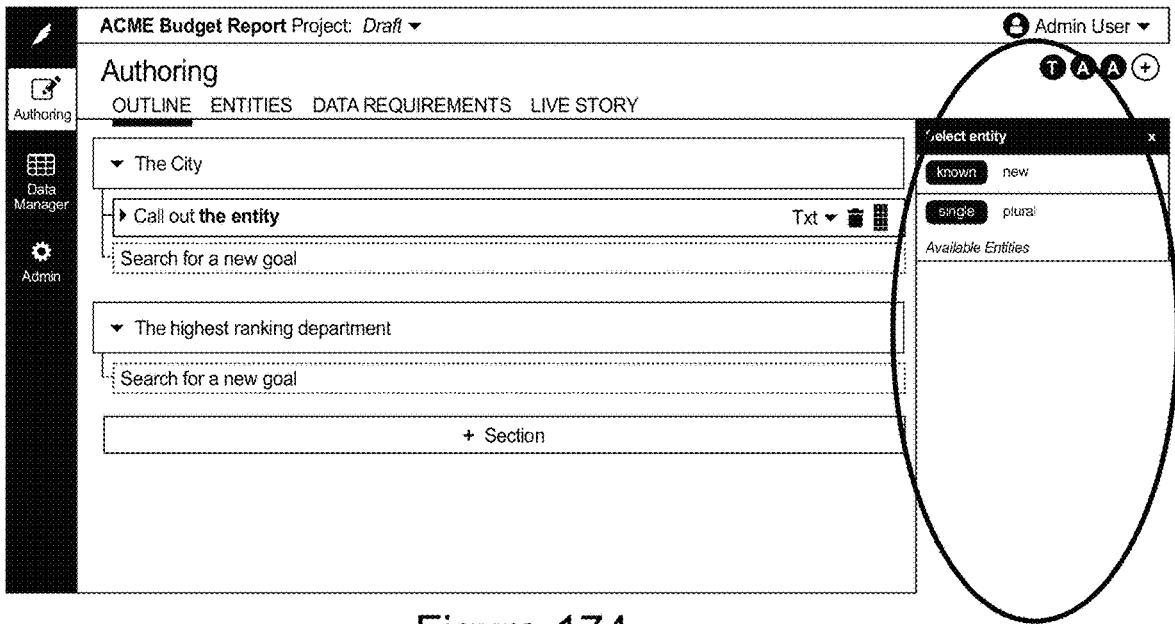 ACME Budget Report Project: Draft
Admin User
Authoring
T A A +
Authoring
OUTLINE ENTITIES DATA REQUIREMENTS LIVE STORY
Select entity x
The City
known new
Data
Manager
Call out the entity Txt
single plural
Search for a new goal
Available Entities
Admin
The highest ranking department
Search for a new goal
+ Section